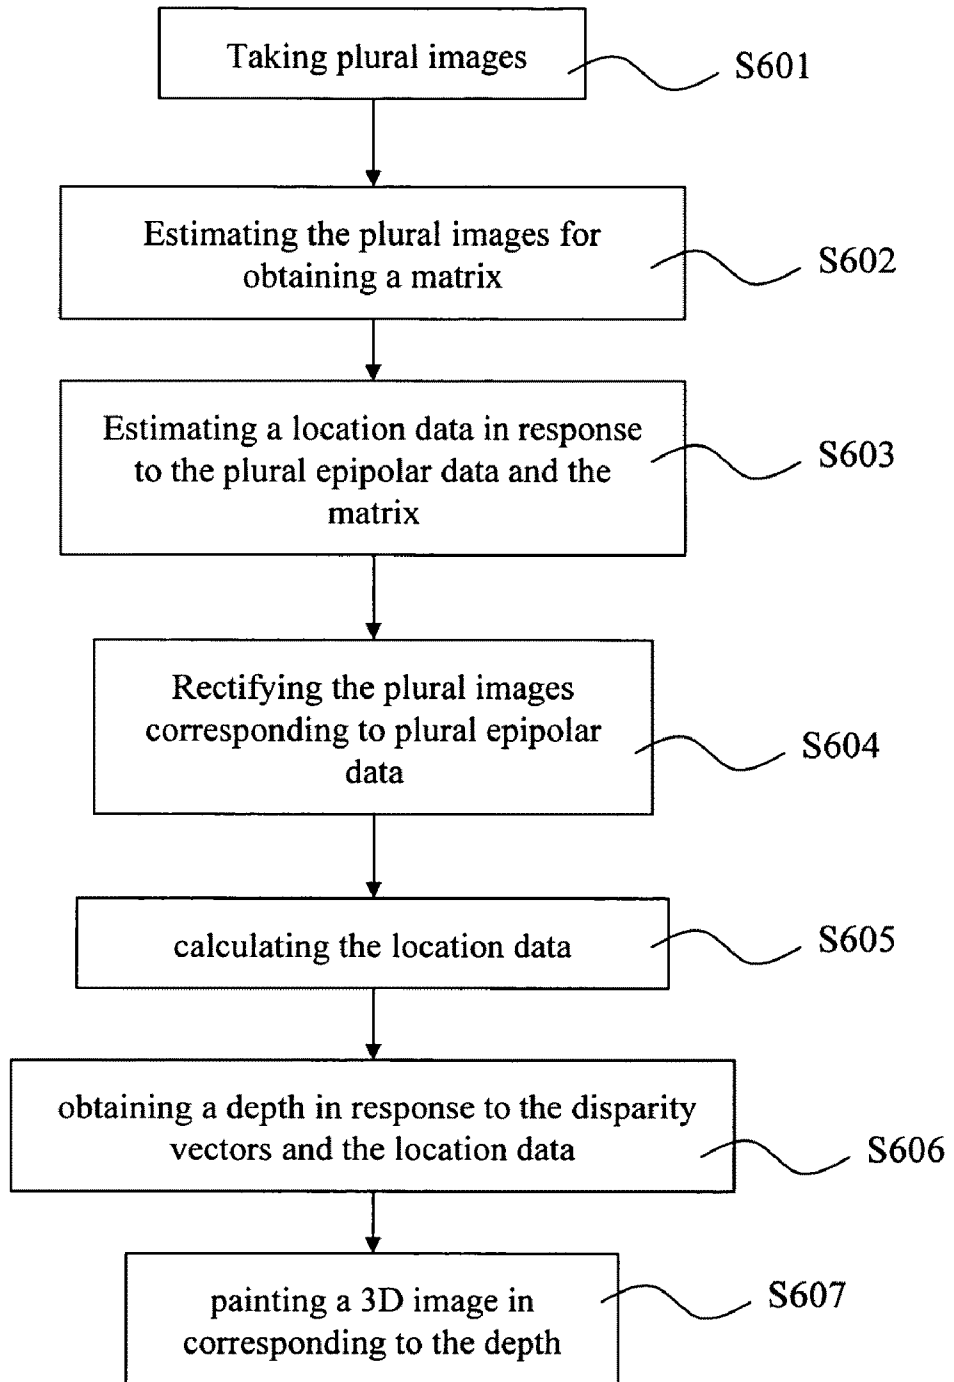 Taking plural images
S601
Estimating the plural images for
obtaining a matrix
S602
Estimating a location data in response
to the plural epipolar data and the
matrix
S603
Rectifying the plural images
corresponding to plural epipolar
data
S604
calculating the location data
S605
obtaining a depth in response to the disparity
vectors and the location data
S606
painting a 3D image in
corresponding to the depth
S607